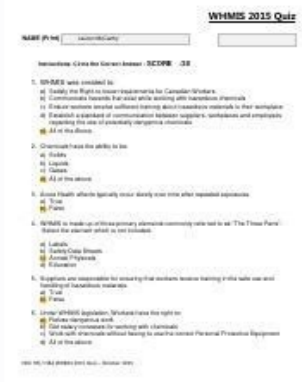 WHMIS 2015 Quiz
NAME (Print)
Instructions: Circle the Correct Answer - SCORE /20
1. WHMIS was created to:
a) Satisfy the Right to Know requirements for Canadian Workers
b) Communicate hazards that exist while working with hazardous chemicals
c) Ensure workers receive sufficient training about hazardous materials in their workplace
d) Establish a standard of communication between suppliers, workplaces and employees
regarding the use of potentially dangerous chemicals
e) All of the Above
2. Chemicals have the ability to be:
a) Solids
b) Liquids
c) Gases
d) All of the above
3. Acute Health effects typically occur slowly over time after repeated exposures
a) True
b) False
4. WHMIS is made up of three primary elements commonly referred to as "The Three Parts".
Select the element which is not included.
a) Labels
b) Safety Data Sheets
c) Annual Physicals
d) Education
5. Suppliers are responsible for ensuring that workers receive training in the safe use and
handling of hazardous materials.
a) True
b) False
6. Under WHMIS legislation, Workers have the right to:
a) Refuse dangerous work
b) Get salary increases for working with chemicals
c) Work with chemicals without having to use the correct Personal Protective Equipment
d) All of the above